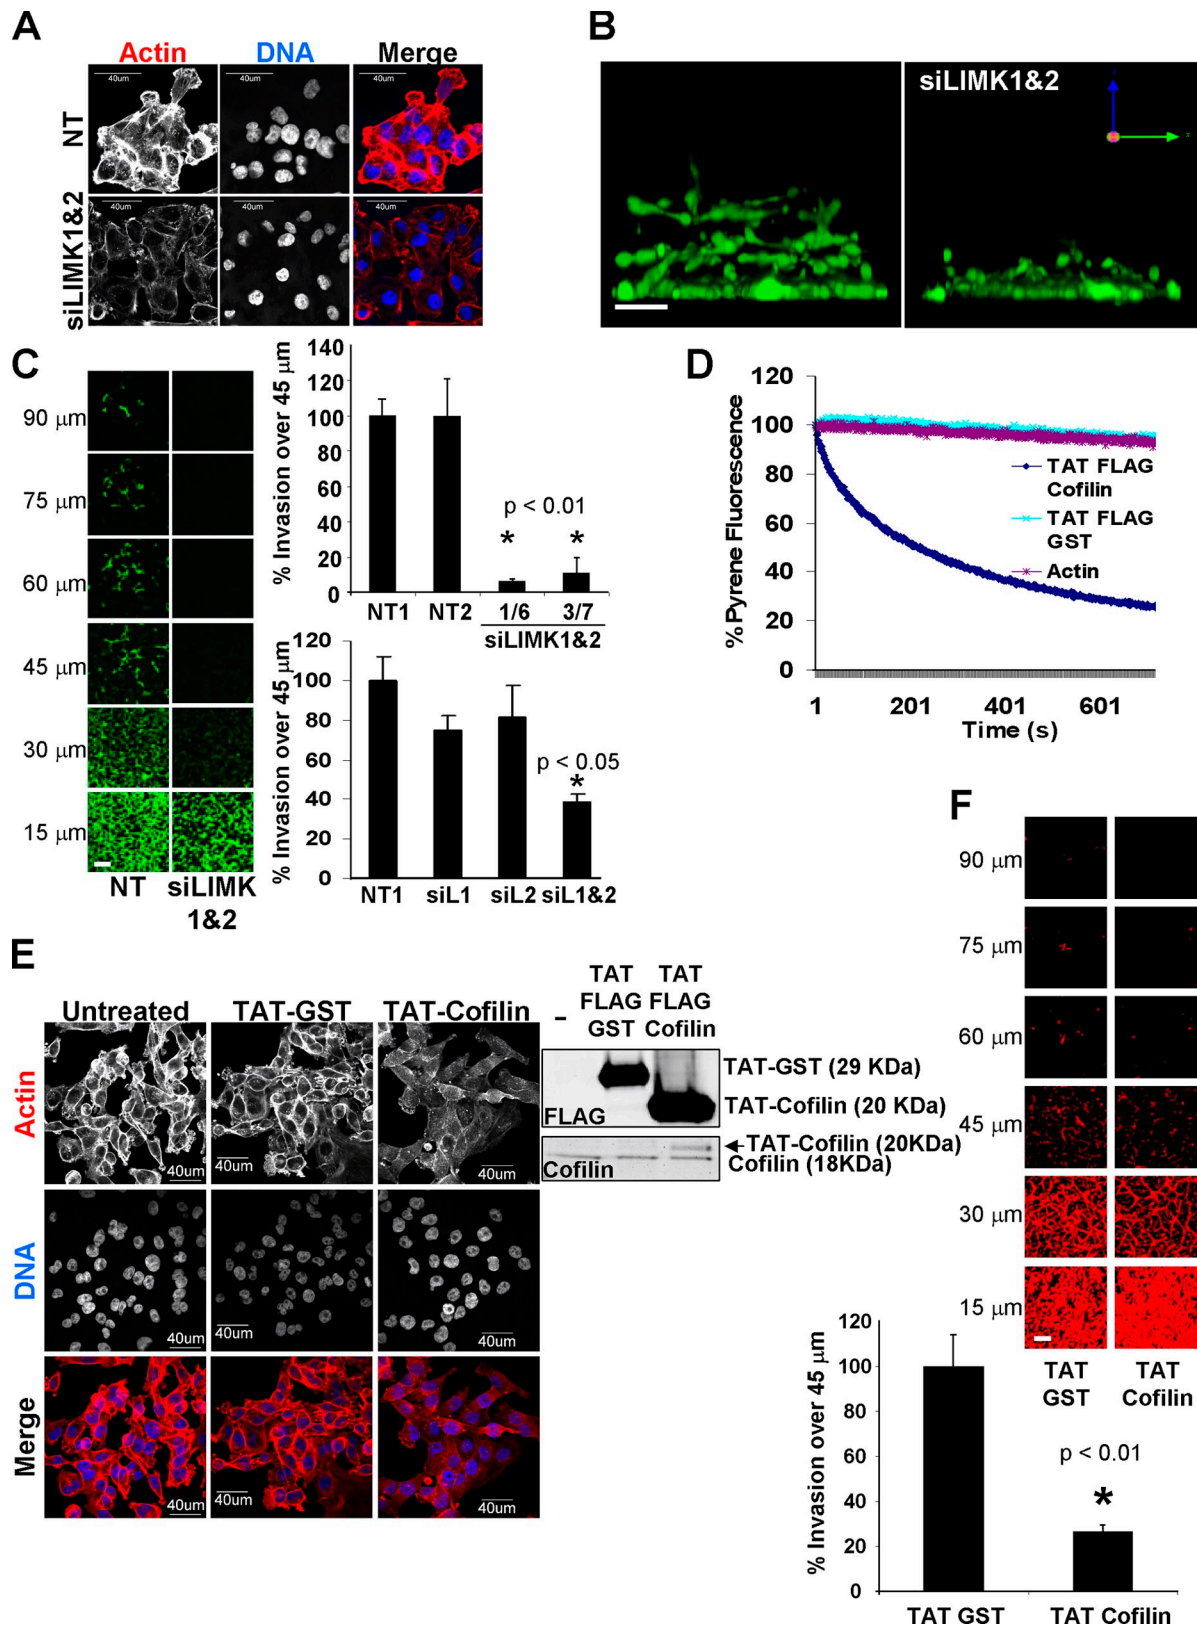 A
Actin DNA Merge
NT
40um 40um 40um
siLIMK1&2
40um 40um 40um
B
siLIMK1&2
C
90 μm
75 μm
60 μm
45 μm
30 μm
15 μm
NT siLIMK
1&2
% Invasion over 45 μm
140
120
100
80
60
40
20
0
p < 0.01
* *
NT1 NT2 1/6 3/7
siLIMK1&2
% Invasion over 45 μm
120
100
80
60
40
20
0
p < 0.05
*
NT1 siL1 siL2 siL1&2
D
% Pyrene Fluorescence
120
100
80
60
40
20
0
TAT FLAG
Cofilin
TAT FLAG
GST
Actin
1 201 401 601
Time (s)
E
Untreated TAT-GST TAT-Cofilin
Actin
40um 40um 40um
DNA
40um 40um 40um
Merge
40um 40um 40um
– TAT FLAG GST TAT FLAG Cofilin
FLAG
TAT-GST (29 KDa)
TAT-Cofilin (20 KDa)
Cofilin
TAT-Cofilin (20KDa)
Cofilin (18KDa)
F
90 μm
75 μm
60 μm
45 μm
30 μm
15 μm
TAT TAT
GST Cofilin
% Invasion over 45 μm
120
100
80
60
40
20
0
p < 0.01
*
TAT GST TAT Cofilin